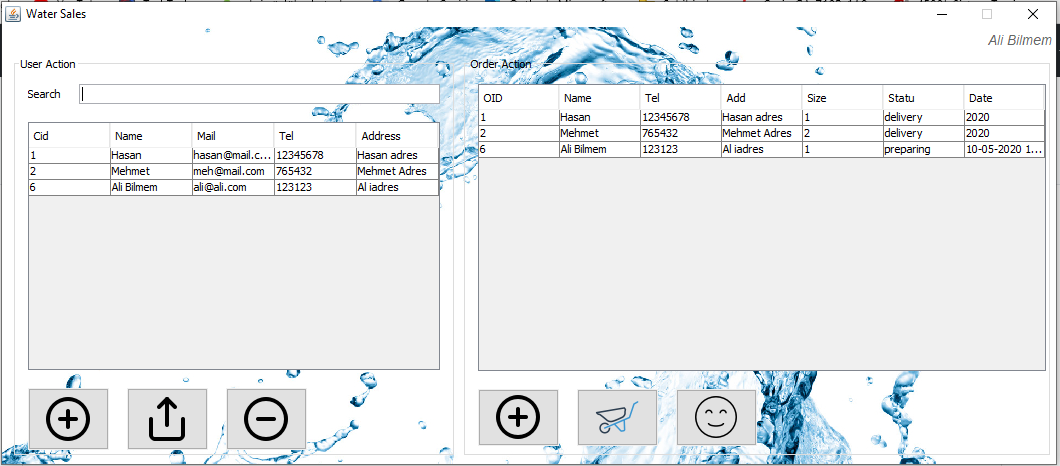 Water Sales
Ali Bilmem
User Action
Search
Cid Name Mail Tel Address
1 Hasan hasan@mail.c... 12345678 Hasan adres
2 Mehmet meh@mail.com 765432 Mehmet Adres
6 Ali Bilmem ali@ali.com 123123 Al iadres
Order Action
OID Name Tel Add Size Statu Date
1 Hasan 12345678 Hasan adres 1 delivery 2020
2 Mehmet 765432 Mehmet Adres 2 delivery 2020
6 Ali Bilmem 123123 Al iadres 1 preparing 10-05-2020 1...